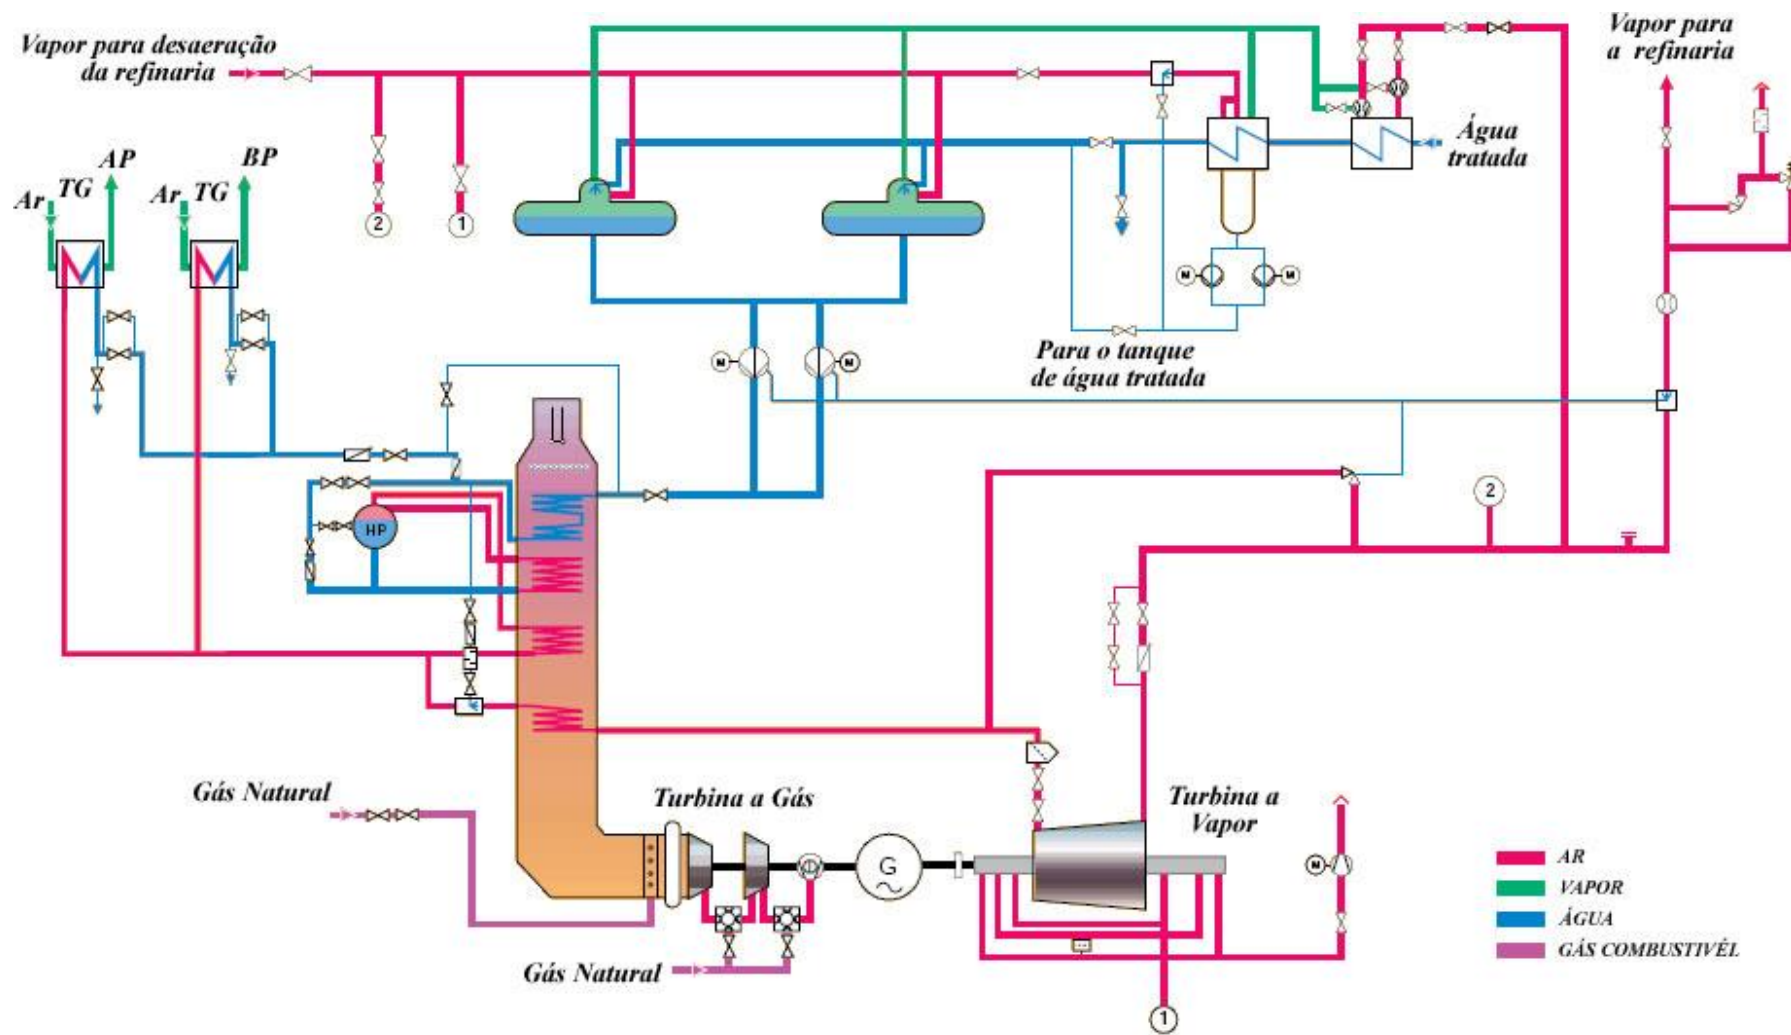 Vapor para desaeração
da refinaria
Vapor para
a refinaria
AP
BP
TG
TG
Ar
Ar
Água
tratada
2
1
M
M
M
M
Para o tanque
de água tratada
HP
2
Gás Natural
Turbina a Gás
Turbina a
Vapor
G
M
AR
VAPOR
ÁGUA
GÁS COMBUSTIVÉL
Gás Natural
1